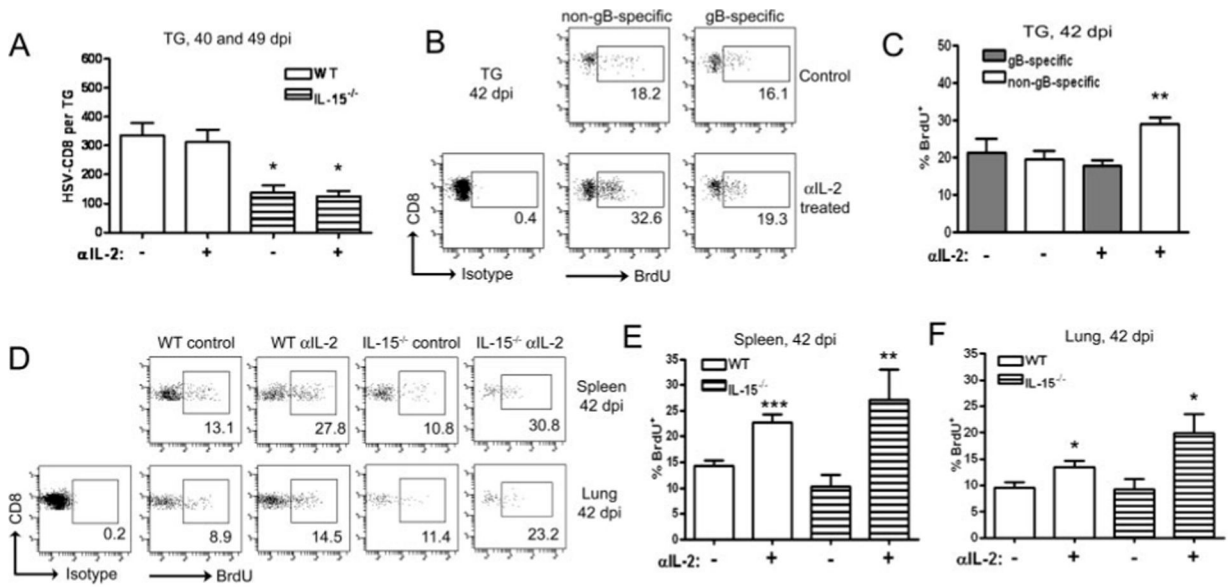 A
TG, 40 and 49 dpi
HSV-CD8 per TG
600
500
400
300
200
100
0
WT
IL-15-/-
*
*
αIL-2: - + - +
B
non-gB-specific gB-specific
TG
42 dpi
18.2 16.1
Control
CD8
0.4 32.6 19.3
αIL-2
treated
Isotype BrdU
C
TG, 42 dpi
% BrdU+
50
40
30
20
10
0
gB-specific
non-gB-specific
**
αIL-2: - - + +
D
WT control WT αIL-2 IL-15-/- control IL-15-/- αIL-2
13.1 27.8 10.8 30.8
Spleen
42 dpi
CD8
0.2 8.9 14.5 11.4 23.2
Lung
42 dpi
Isotype BrdU
E
Spleen, 42 dpi
% BrdU+
35
30
25
20
15
10
5
0
WT
IL-15-/-
***
**
αIL-2: - + - +
F
Lung, 42 dpi
% BrdU+
35
30
25
20
15
10
5
0
WT
IL-15-/-
*
*
αIL-2: - + - +